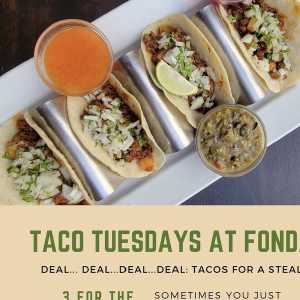 TACO TUESDAYS AT FOND
DEAL... DEAL...DEAL...DEAL: TACOS FOR A STEAL
3 FOR THE
SOMETIMES YOU JUST